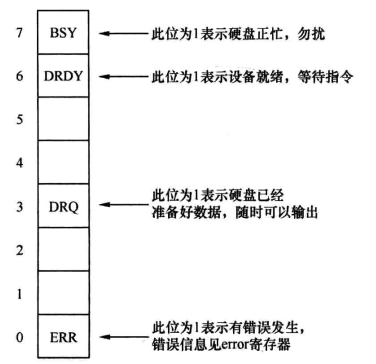 7 BSY 此位为1表示硬盘正忙，勿扰
6 DRDY 此位为1表示设备就绪，等待指令
5
4
3 DRQ 此位为1表示硬盘已经
准备好数据，随时可以输出
2
1
0 ERR 此位为1表示有错误发生，
错误信息见error寄存器